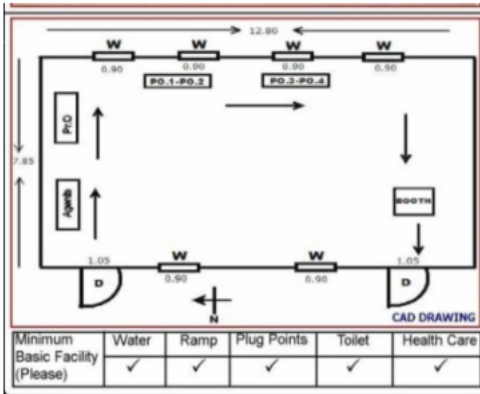 12.80
W W W W
0.90 0.90 0.90 0.90
PO.1-PO.2 PO.3-PO.4
Pr.O
7.85
Agents
BOOTH
1.05 W W 1.05
D 0.90 0.90 D
N
CAD DRAWING
Minimum Basic Facility (Please) Water Ramp Plug Points Toilet Health Care
✓ ✓ ✓ ✓ ✓